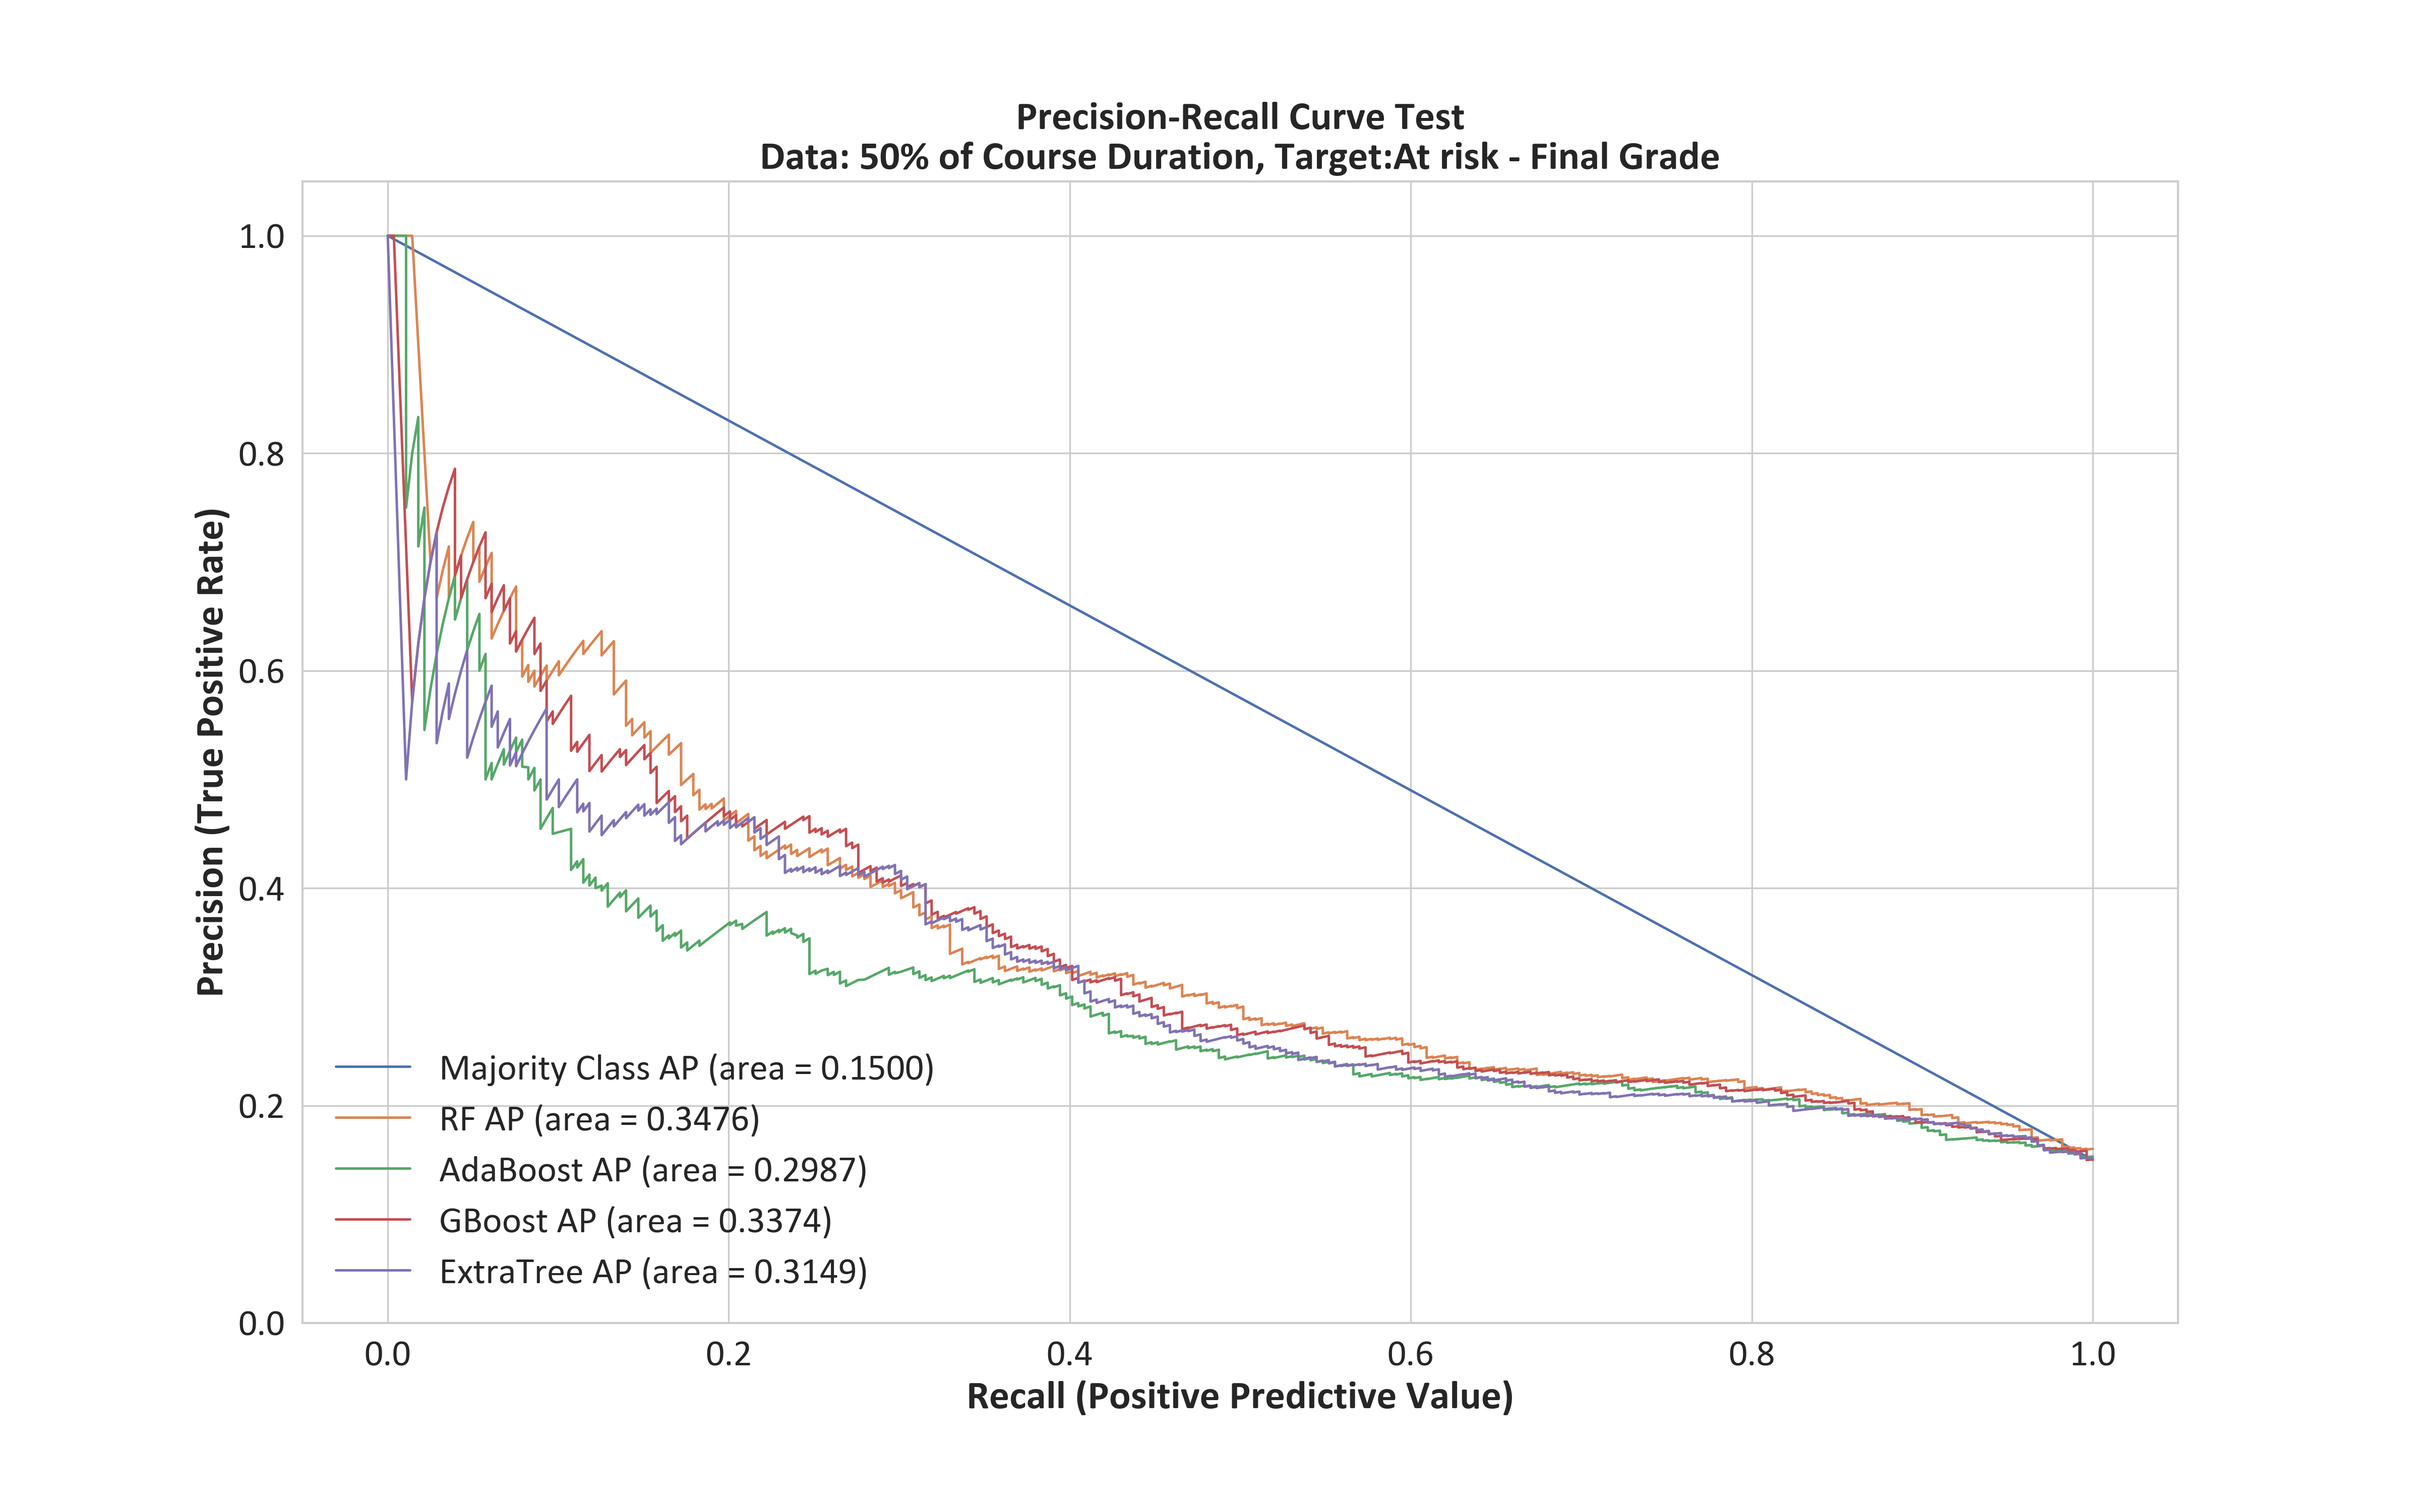 Precision-Recall Curve Test
Data: 50% of Course Duration, Target:At risk - Final Grade
Precision (True Positive Rate)
1.0
0.8
0.6
0.4
0.2
0.0
Majority Class AP (area = 0.1500)
RF AP (area = 0.3476)
AdaBoost AP (area = 0.2987)
GBoost AP (area = 0.3374)
ExtraTree AP (area = 0.3149)
0.0 0.2 0.4 0.6 0.8 1.0
Recall (Positive Predictive Value)